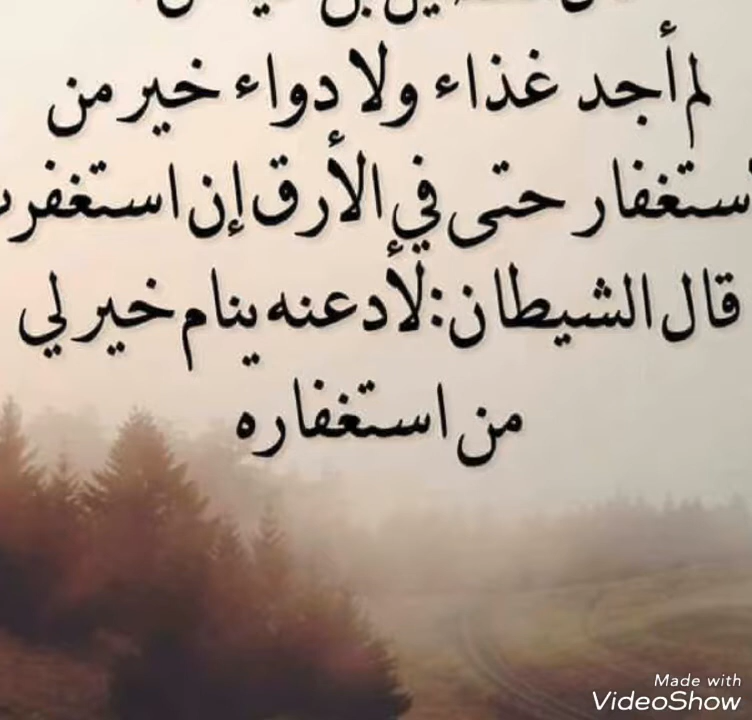 لم أجد غذاء ولا دواء خير من
استغفار حتى في الأرق إن استغفرت
قال الشيطان: لأدعنه ينام خير لي
من استغفاره
Made with
VideoShow